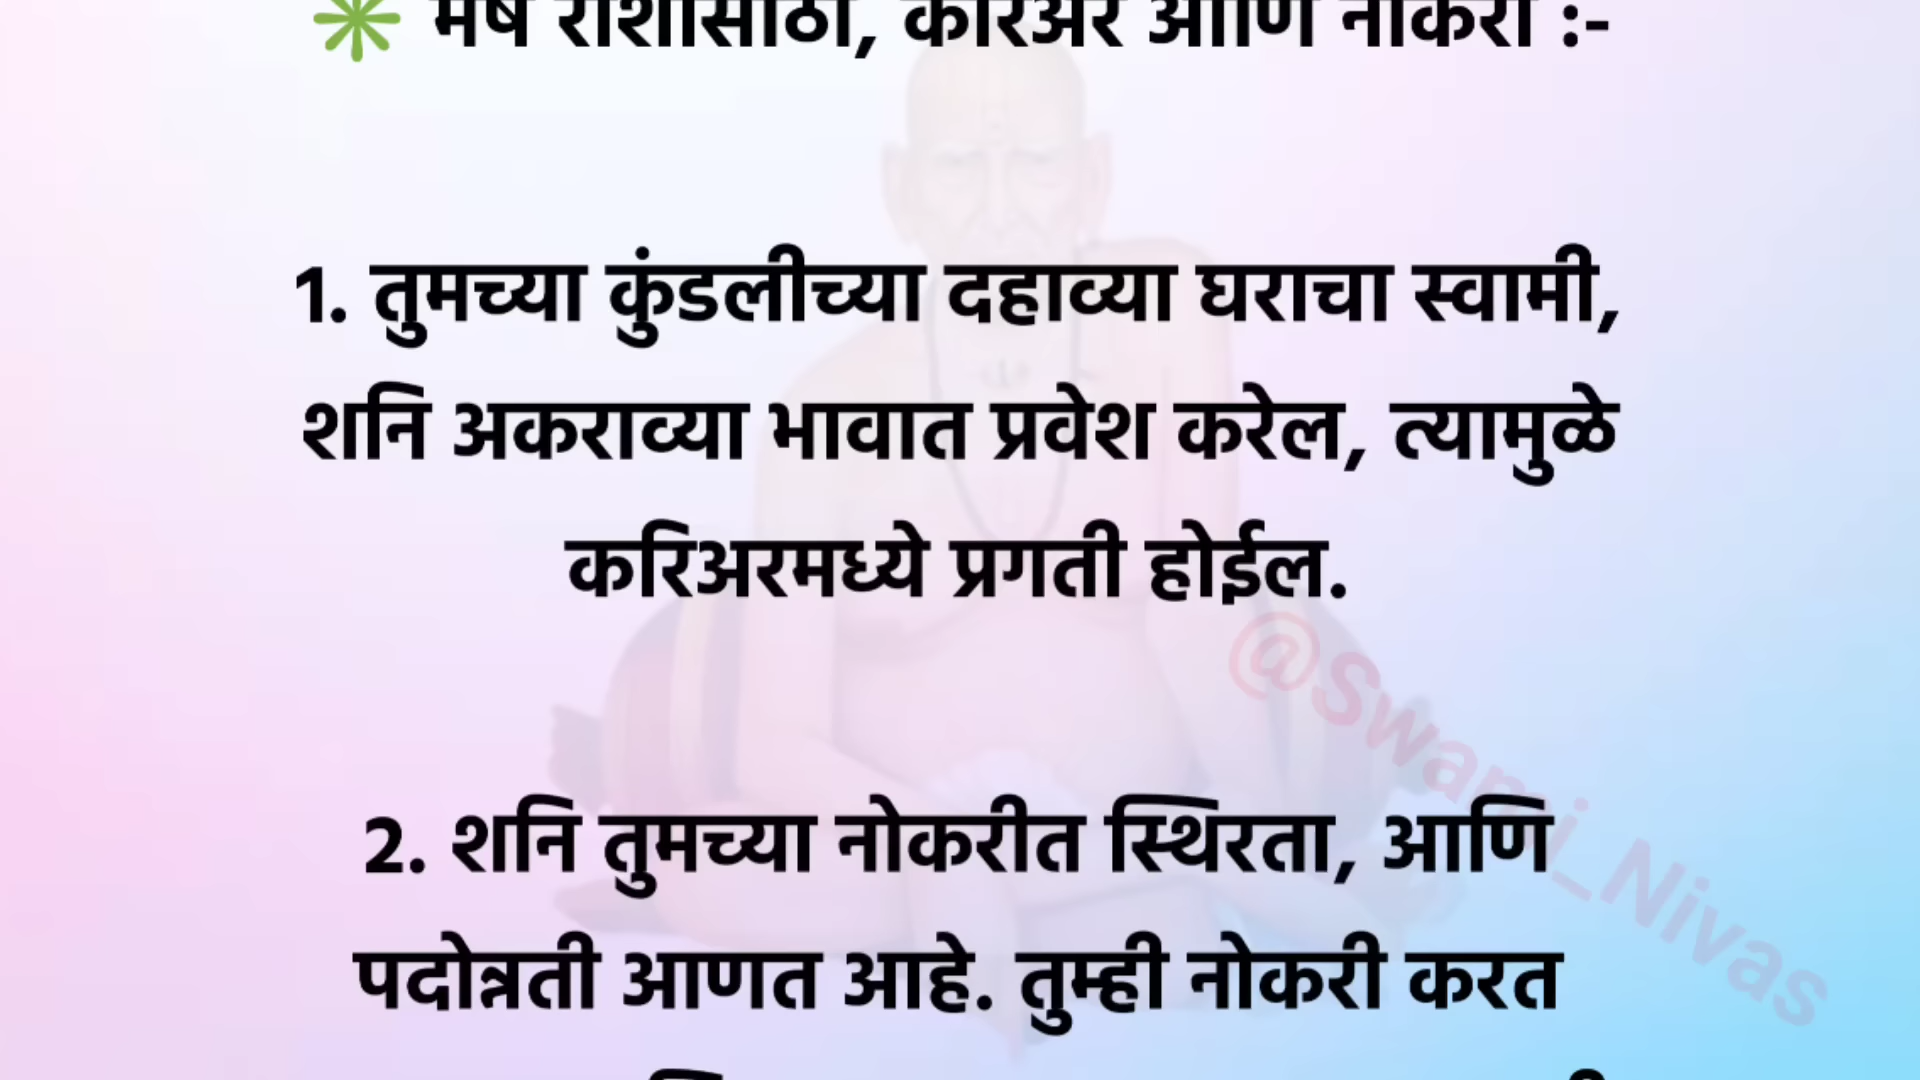 मेष राशीसाठी, करिअर आणि नोकरी :-
1. तुमच्या कुंडलीच्या दहाव्या घराचा स्वामी,
शनि अकराव्या भावात प्रवेश करेल, त्यामुळे
करिअरमध्ये प्रगती होईल.
@Swami_Nivas
2. शनि तुमच्या नोकरीत स्थिरता, आणि
पदोन्नती आणत आहे. तुम्ही नोकरी करत